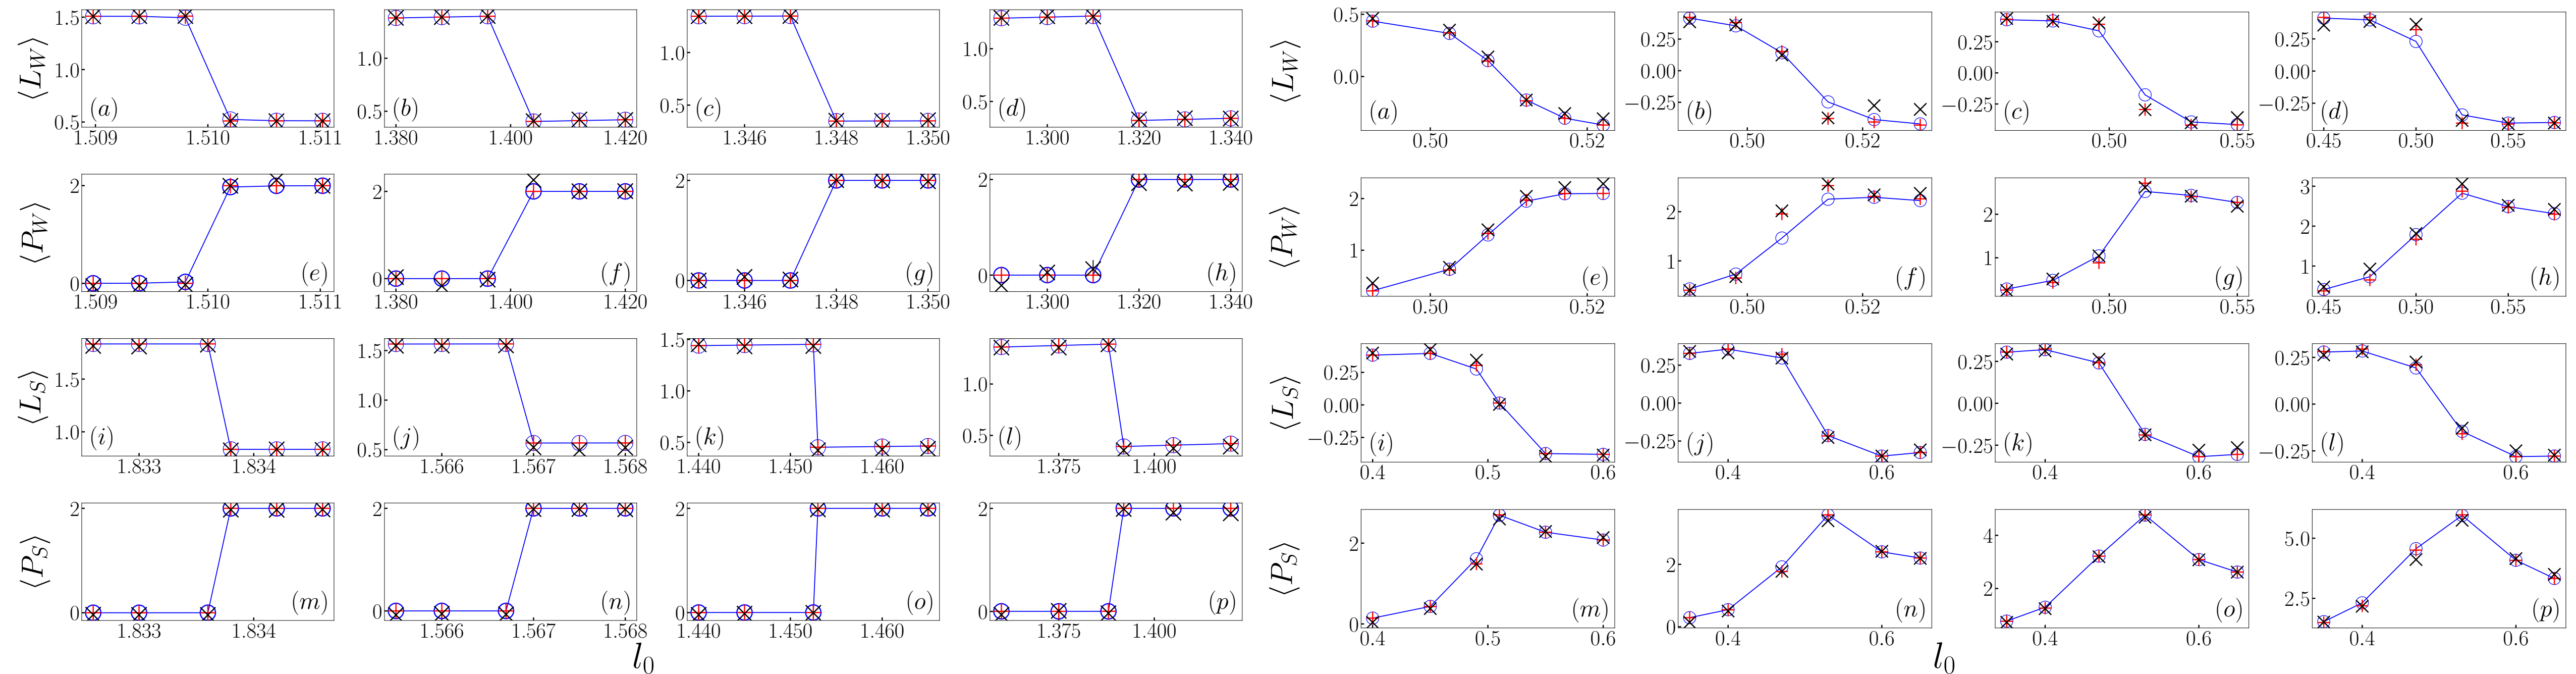 ⟨L_W⟩ 1.5 1.0 0.5 (a) 1.509 1.510 1.511
1.0 0.5 (b) 1.380 1.400 1.420
1.0 0.5 (c) 1.346 1.348 1.350
1.0 0.5 (d) 1.300 1.320 1.340
⟨P_W⟩ 2 0 (e) 1.509 1.510 1.511
2 0 (f) 1.380 1.400 1.420
2 0 (g) 1.346 1.348 1.350
2 0 (h) 1.300 1.320 1.340
⟨L_S⟩ 1.5 1.0 (i) 1.833 1.834
1.5 1.0 0.5 (j) 1.566 1.567 1.568
1.5 1.0 0.5 (k) 1.440 1.450 1.460
1.0 0.5 (l) 1.375 1.400
⟨P_S⟩ 2 0 (m) 1.833 1.834
2 0 (n) 1.566 1.567 1.568
2 0 (o) 1.440 1.450 1.460
2 0 (p) 1.375 1.400
l_0
⟨L_W⟩ 0.5 0.0 (a) 0.50 0.52
0.25 0.00 −0.25 (b) 0.50 0.52
0.25 0.00 −0.25 (c) 0.50 0.55
0.25 0.00 −0.25 (d) 0.45 0.50 0.55
⟨P_W⟩ 2 1 (e) 0.50 0.52
2 1 (f) 0.50 0.52
2 1 (g) 0.50 0.55
3 2 1 (h) 0.45 0.50 0.55
⟨L_S⟩ 0.25 0.00 −0.25 (i) 0.4 0.5 0.6
0.25 0.00 −0.25 (j) 0.4 0.6
0.25 0.00 −0.25 (k) 0.4 0.6
0.25 0.00 −0.25 (l) 0.4 0.6
⟨P_S⟩ 2 0 (m) 0.4 0.5 0.6
2 0 (n) 0.4 0.6
4 2 (o) 0.4 0.6
5.0 2.5 (p) 0.4 0.6
l_0